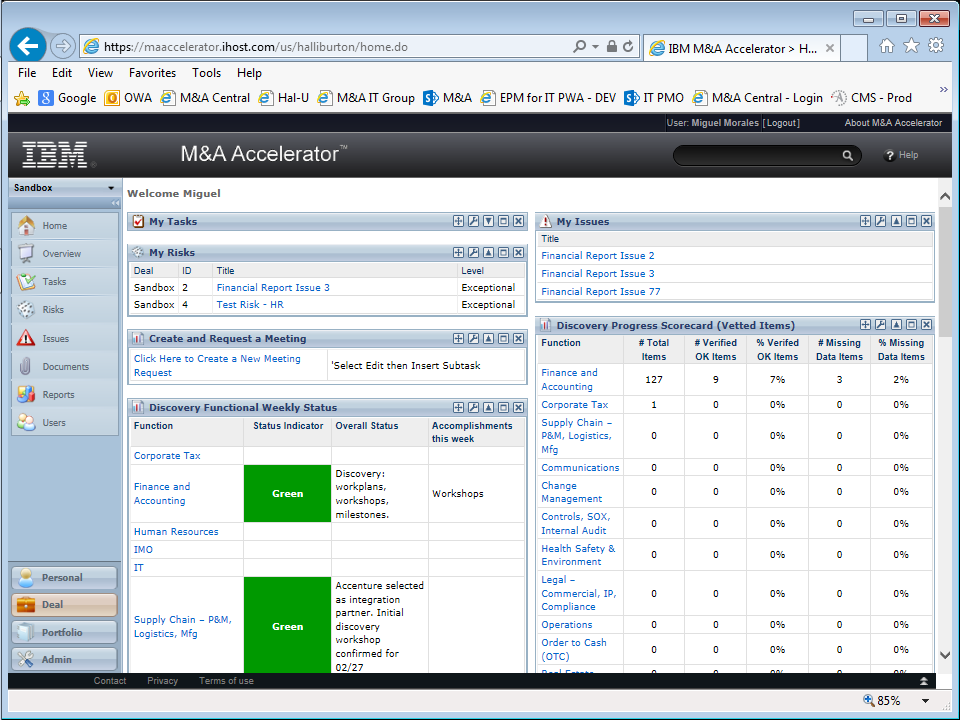 https://maaccelerator.ihost.com/us/halliburton/home.do
IBM M&A Accelerator > H...
File Edit View Favorites Tools Help
Google OWA M&A Central Hal-U M&A IT Group M&A EPM for IT PWA - DEV IT PMO M&A Central - Login CMS - Prod
User: Miguel Morales [Logout] About M&A Accelerator
IBM M&A Accelerator™ Help
Sandbox
Home
Overview
Tasks
Risks
Issues
Documents
Reports
Users
Personal
Deal
Portfolio
Admin
Welcome Miguel
My Tasks
My Risks
Deal ID Title Level
Sandbox 2 Financial Report Issue 3 Exceptional
Sandbox 4 Test Risk - HR Exceptional
Create and Request a Meeting
Click Here to Create a New Meeting
Request
'Select Edit then Insert Subtask
Discovery Functional Weekly Status
Function Status Indicator Overall Status Accomplishments
this week
Corporate Tax
Finance and
Accounting
Green
Discovery:
workplans,
workshops,
milestones.
Workshops
Human Resources
IMO
IT
Supply Chain – P&M,
Logistics, Mfg
Green
Accenture selected
as integration
partner. Initial
discovery
workshop
confirmed for
02/27
My Issues
Title
Financial Report Issue 2
Financial Report Issue 3
Financial Report Issue 77
Discovery Progress Scorecard (Vetted Items)
Function # Total # Verified % Verifed # Missing % Missing
Items OK Items OK Items Data Items Data Items
Finance and
Accounting 127 9 7% 3 2%
Corporate Tax 1 0 0% 0 0%
Supply Chain –
P&M, Logistics, 0 0 0% 0 0%
Mfg
Communications 0 0 0% 0 0%
Change
Management 0 0 0% 0 0%
Controls, SOX,
Internal Audit 0 0 0% 0 0%
Health Safety &
Environment 0 0 0% 0 0%
Legal –
Commercial, IP, 0 0 0% 0 0%
Compliance
Operations 0 0 0% 0 0%
Order to Cash
(OTC) 0 0 0% 0 0%
Real Estate
Contact Privacy Terms of use
85%